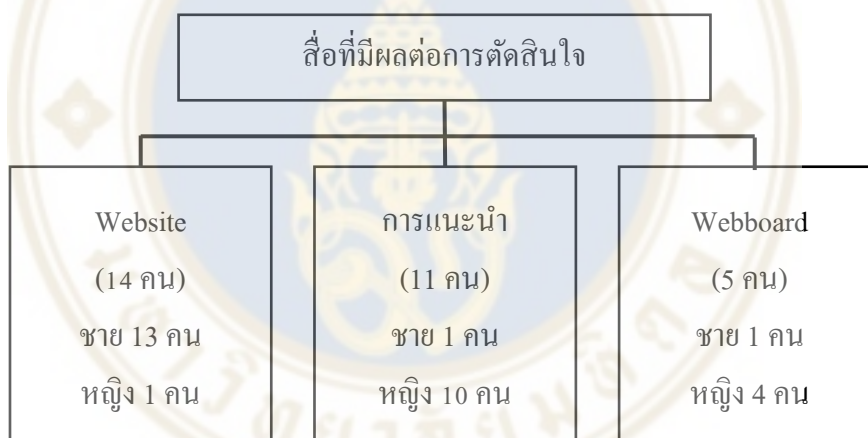 สื่อที่มีผลต่อการตัดสินใจ
Website
(14 คน)
ชาย 13 คน
หญิง 1 คน
การแนะนำ
(11 คน)
ชาย 1 คน
หญิง 10 คน
Webboard
(5 คน)
ชาย 1 คน
หญิง 4 คน